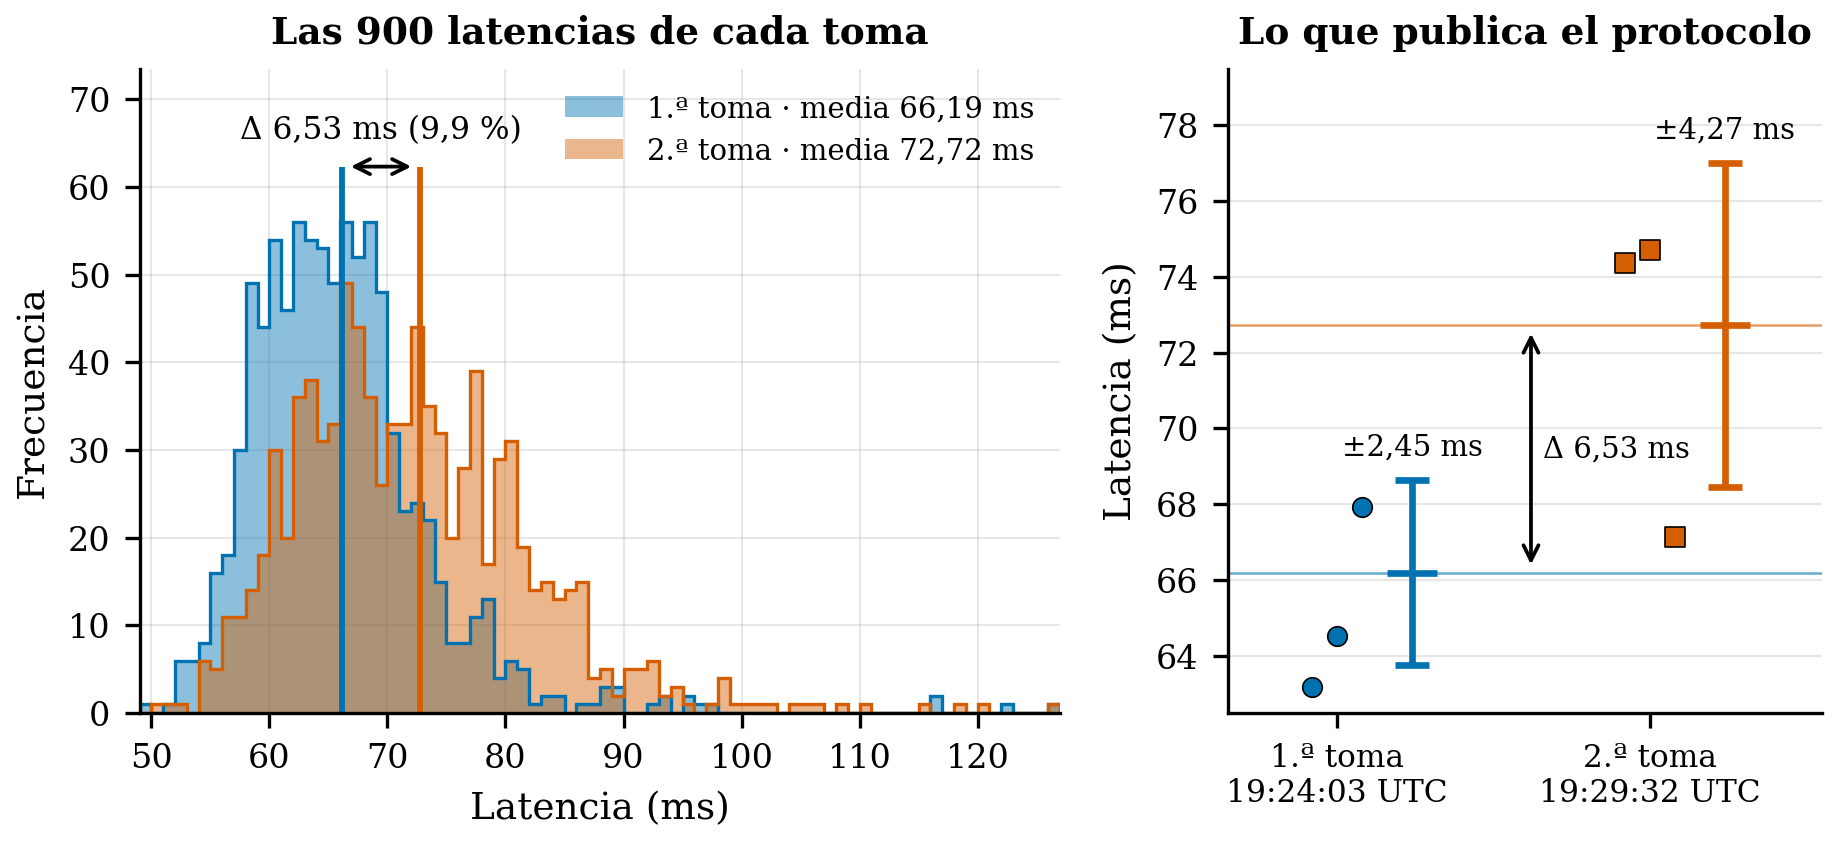 Las 900 latencias de cada toma
Δ 6,53 ms (9,9 %)
1.ª toma · media 66,19 ms
2.ª toma · media 72,72 ms
Frecuencia
70
60
50
40
30
20
10
0
50 60 70 80 90 100 110 120
Latencia (ms)
Lo que publica el protocolo
Latencia (ms)
78
76
74
72
70
68
66
64
±4,27 ms
±2,45 ms
Δ 6,53 ms
1.ª toma
19:24:03 UTC
2.ª toma
19:29:32 UTC